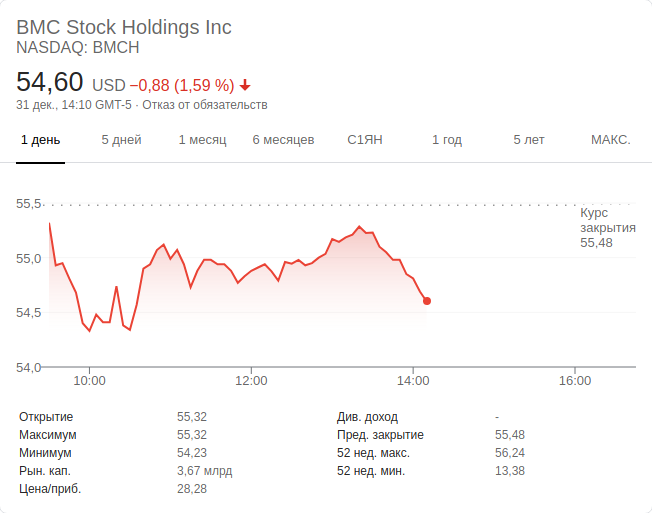 BMC Stock Holdings Inc
NASDAQ: BMCH
54,60 USD −0,88 (1,59 %)
31 дек., 14:10 GMT-5 · Отказ от обязательств
1 день 5 дней 1 месяц 6 месяцев С1ЯН 1 год 5 лет МАКС.
55,5
Курс
закрытия
55,48
55,0
54,5
54,0
10:00 12:00 14:00 16:00
Открытие 55,32 Див. доход -
Максимум 55,32 Пред. закрытие 55,48
Минимум 54,23 52 нед. макс. 56,24
Рын. кап. 3,67 млрд 52 нед. мин. 13,38
Цена/приб. 28,28